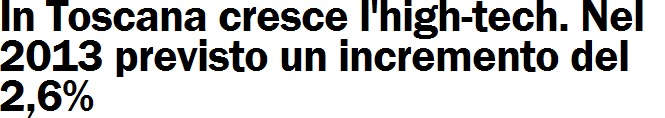 In Toscana cresce l'high-tech. Nel
2013 previsto un incremento del
2,6%